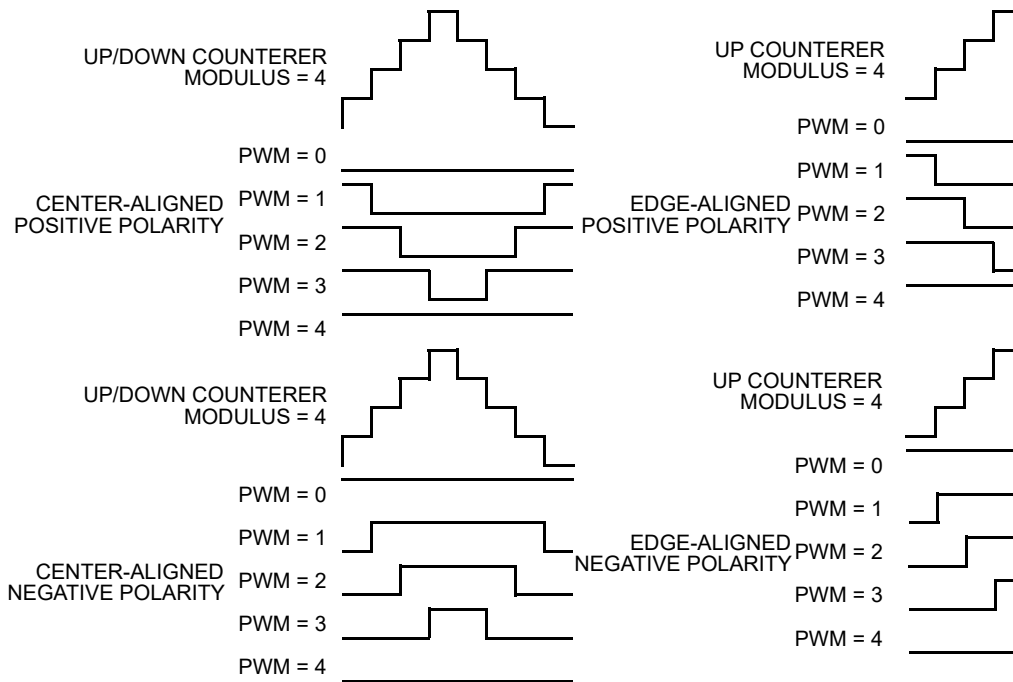 UP/DOWN COUNTERER
MODULUS = 4
PWM = 0
CENTER-ALIGNED
POSITIVE POLARITY
PWM = 1
PWM = 2
PWM = 3
PWM = 4
UP COUNTERER
MODULUS = 4
PWM = 0
PWM = 1
EDGE-ALIGNED
POSITIVE POLARITY
PWM = 2
PWM = 3
PWM = 4
UP/DOWN COUNTERER
MODULUS = 4
PWM = 0
PWM = 1
CENTER-ALIGNED
NEGATIVE POLARITY
PWM = 2
PWM = 3
PWM = 4
UP COUNTERER
MODULUS = 4
PWM = 0
PWM = 1
EDGE-ALIGNED
NEGATIVE POLARITY
PWM = 2
PWM = 3
PWM = 4